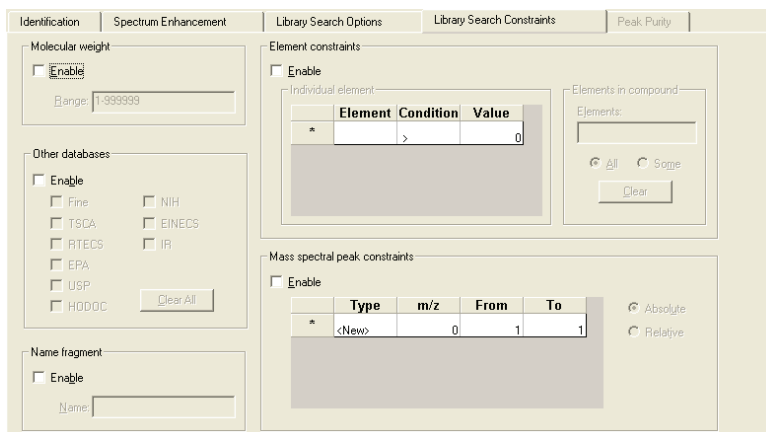 Identification Spectrum Enhancement Library Search Options Library Search Constraints Peak Purity
Molecular weight
Enable
Range: 1-999999
Other databases
Enable
Fine NIH
TSCA EINECS
RTECS IR
EPA
USP
HODOC Clear All
Name fragment
Enable
Name:
Element constraints
Enable
Individual element
Element Condition Value
* > 0
Elements in compound
Elements:
All Some
Clear
Mass spectral peak constraints
Enable
Type m/z From To
* <New> 0 1 1
Absolute
Relative